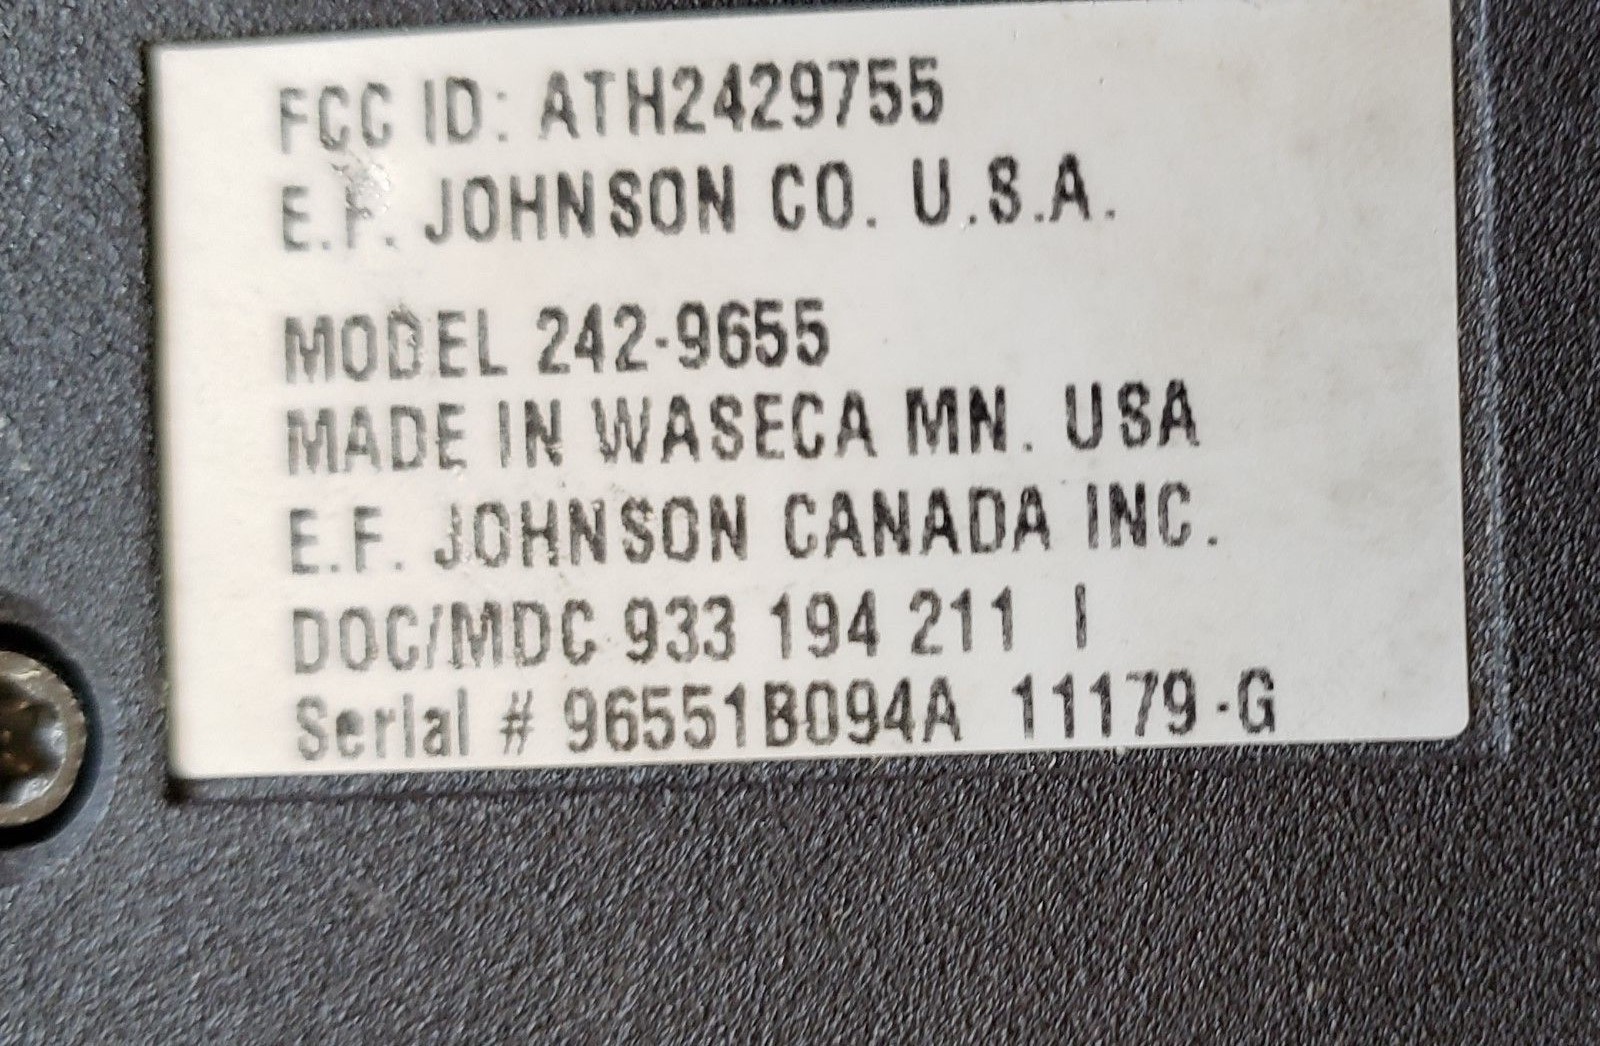 FCC ID: ATH2429755
E.F. JOHNSON CO. U.S.A.
MODEL 242-9655
MADE IN WASECA MN. USA
E.F. JOHNSON CANADA INC.
DOC/MDC 933 194 211 I
Serial # 96551B094A 11179-G